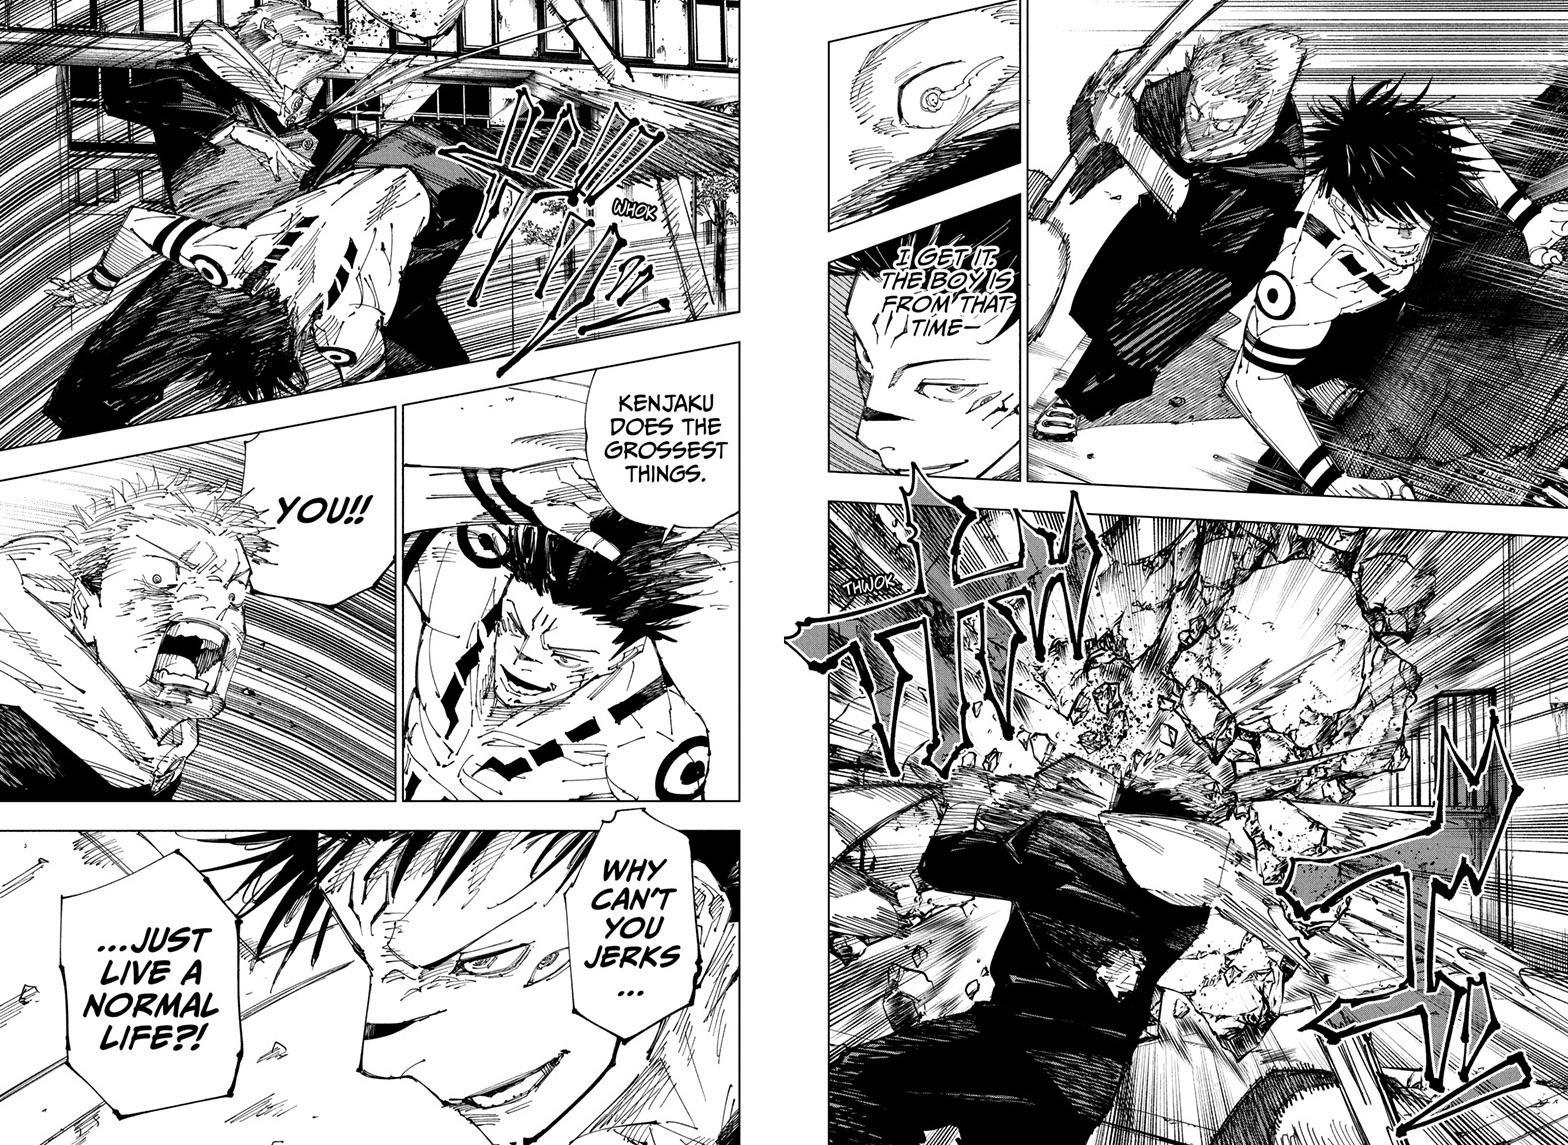 I GET IT.
THE BOY IS
FROM THAT
TIME—
THWOK
WHOK
KENJAKU
DOES THE
GROSSEST
THINGS.
YOU!!
WHY
CAN'T
YOU
JERKS
...
...JUST
LIVE A
NORMAL
LIFE?!